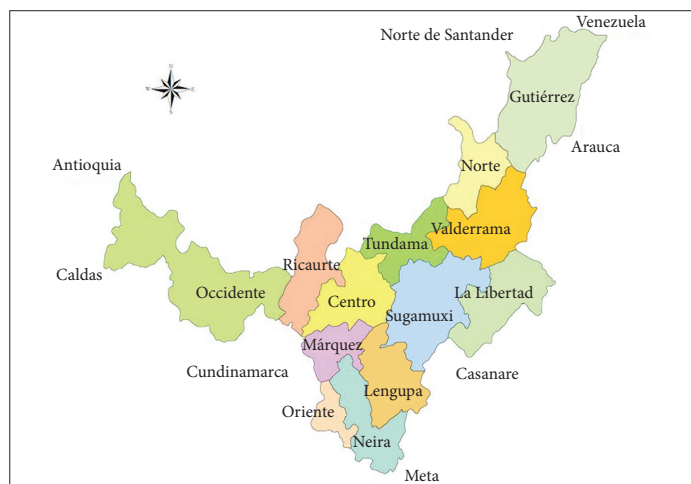 Venezuela
Norte de Santander
N
W
E
S
Gutiérrez
Arauca
Antioquia
Norte
Valderrama
Tundama
Caldas
Ricaurte
Occidente
La Libertad
Centro
Sugamuxi
Márquez
Cundinamarca
Casanare
Lengupa
Oriente
Neira
Meta